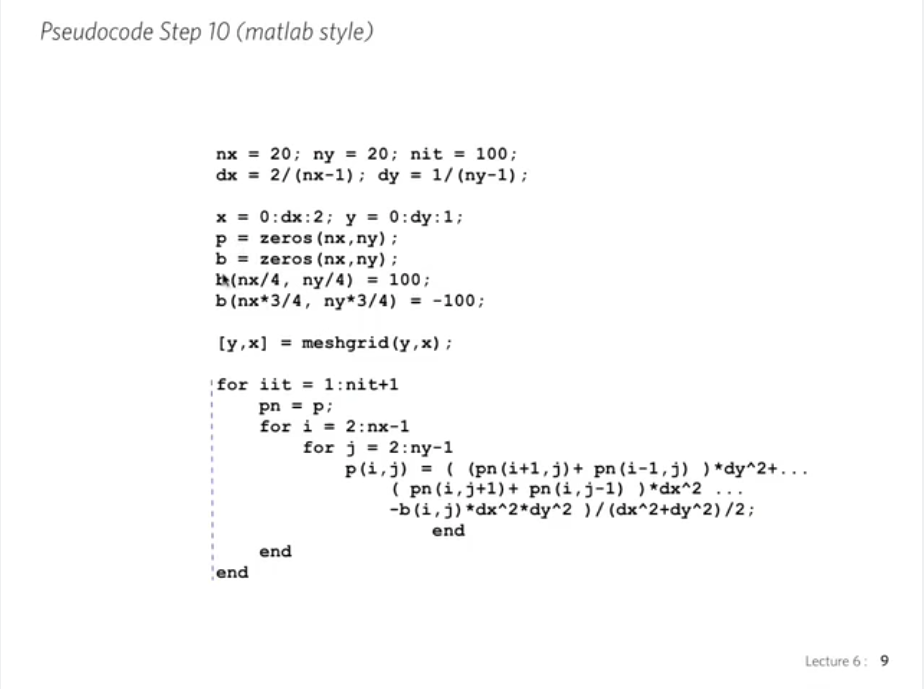 Pseudocode Step 10 (matlab style)
nx = 20; ny = 20; nit = 100;
dx = 2/(nx-1); dy = 1/(ny-1);
x = 0:dx:2; y = 0:dy:1;
p = zeros(nx,ny);
b = zeros(nx,ny);
b(nx/4, ny/4) = 100;
b(nx*3/4, ny*3/4) = -100;
[y,x] = meshgrid(y,x);
for iit = 1:nit+1
pn = p;
for i = 2:nx-1
for j = 2:ny-1
p(i,j) = ( (pn(i+1,j)+ pn(i-1,j) )*dy^2+...
( pn(i,j+1)+ pn(i,j-1) )*dx^2 ...
-b(i,j)*dx^2*dy^2 )/(dx^2+dy^2)/2;
end
end
end
Lecture 6: 9